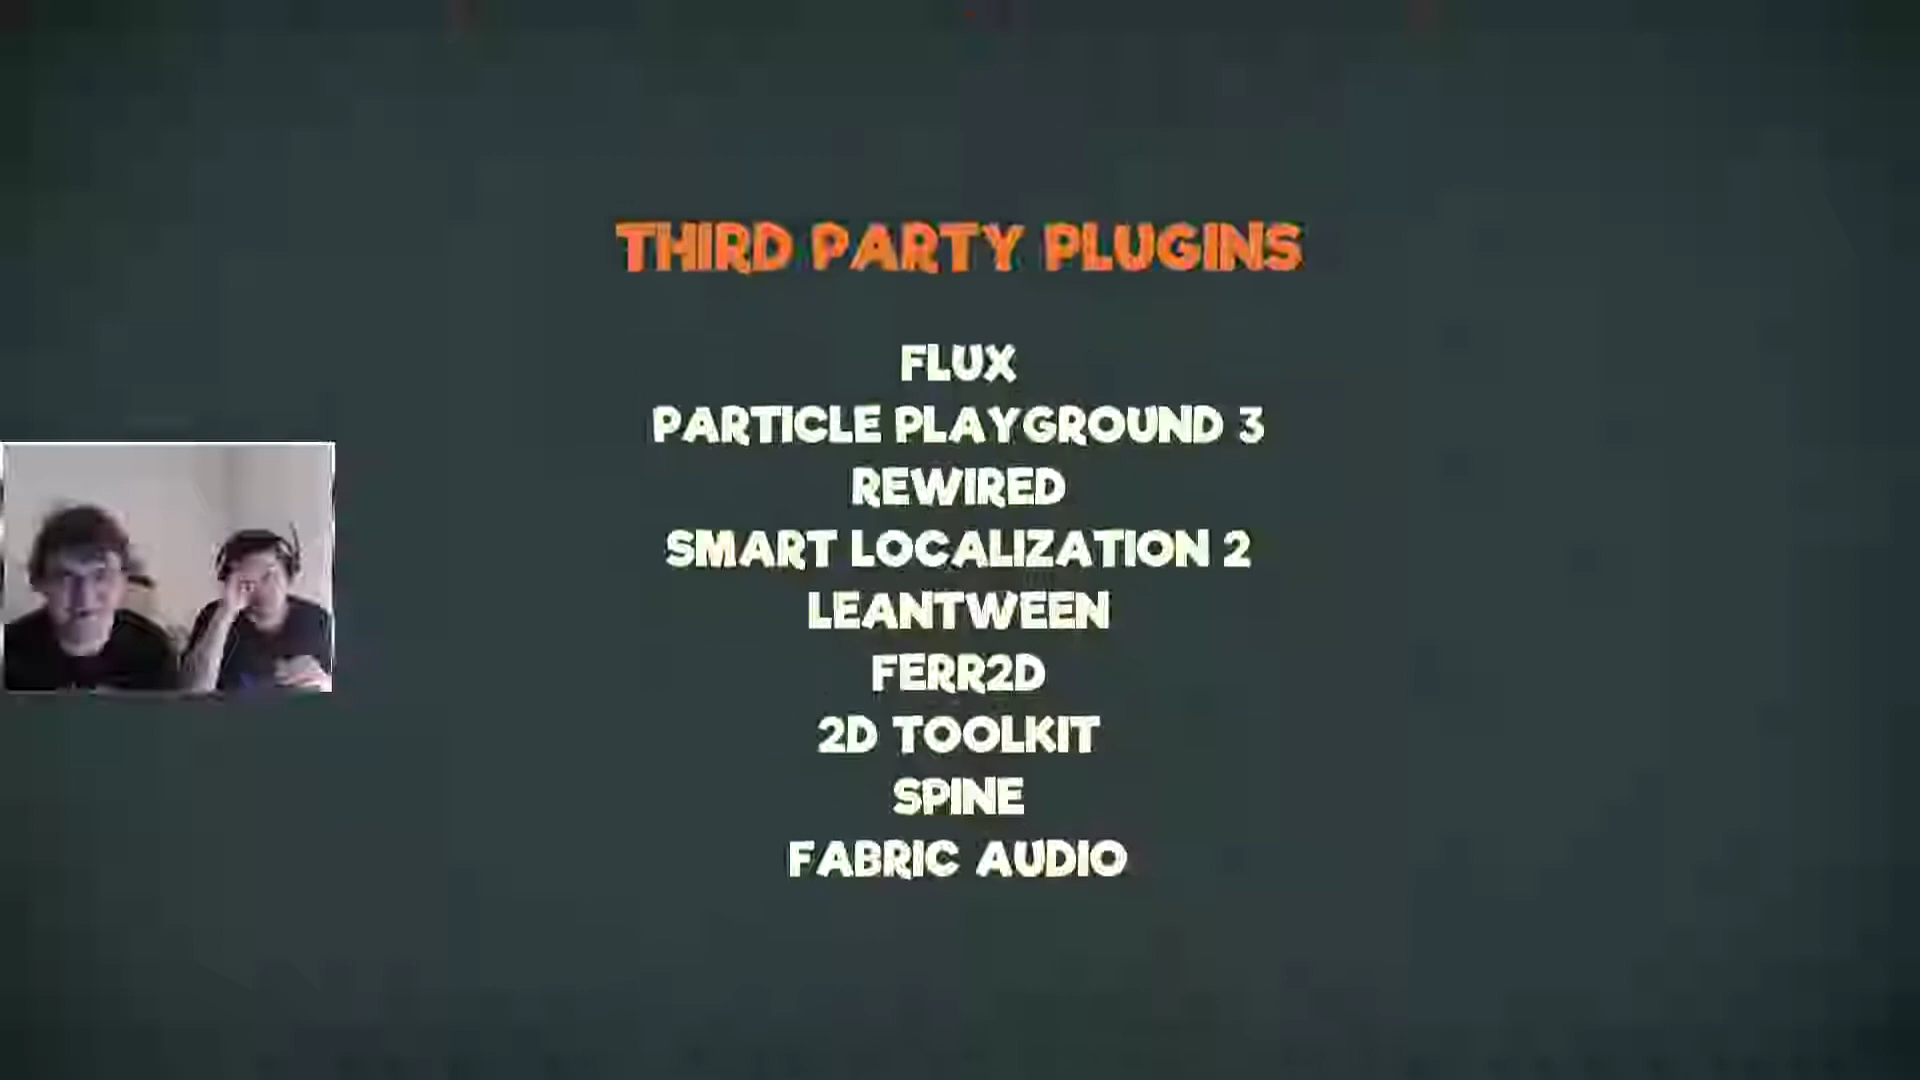 THIRD PARTY PLUGINS
FLUX
PARTICLE PLAYGROUND 3
REWIRED
SMART LOCALIZATION 2
LEANTWEEN
FERR2D
2D TOOLKIT
SPINE
FABRIC AUDIO